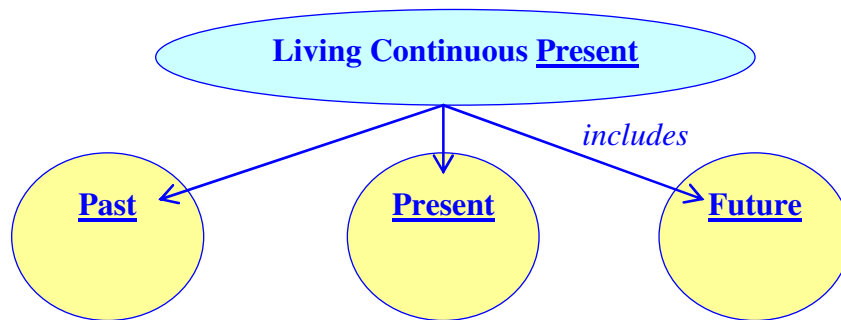 Living Continuous Present
includes
Past
Present
Future